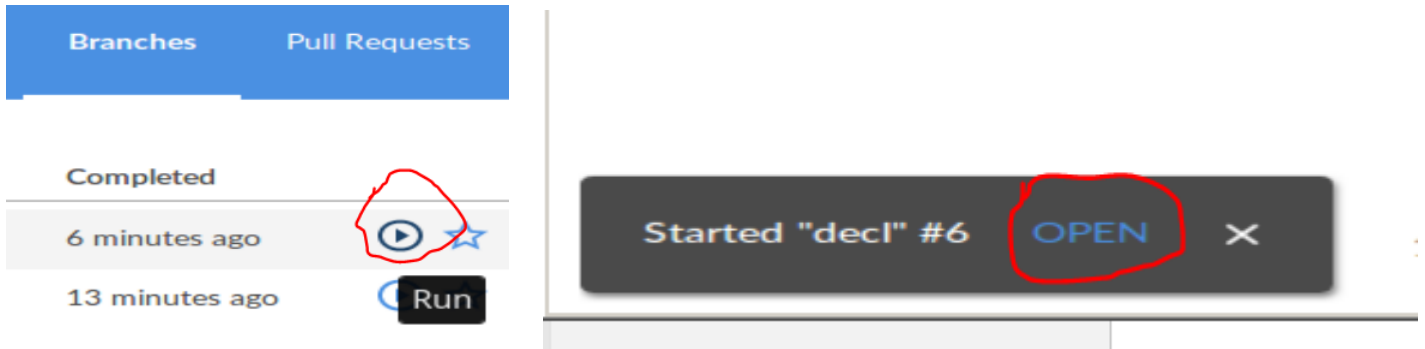 Branches Pull Requests
Completed
6 minutes ago
13 minutes ago
Run
Started "decl" #6 OPEN ×